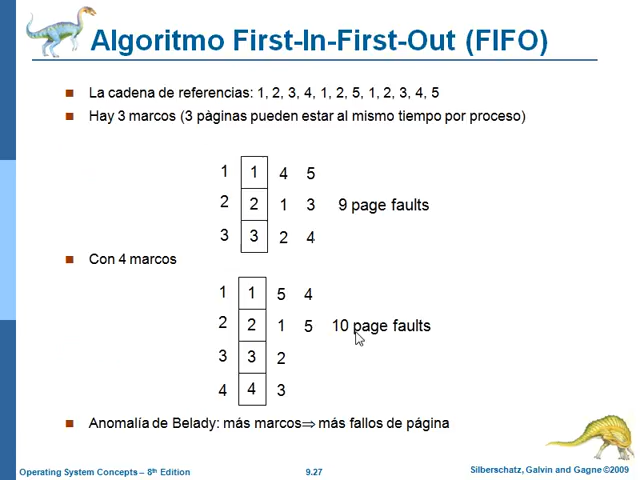 Algoritmo First-In-First-Out (FIFO)
La cadena de referencias: 1, 2, 3, 4, 1, 2, 5, 1, 2, 3, 4, 5
Hay 3 marcos (3 pàginas pueden estar al mismo tiempo por proceso)
1 1 4 5
2 2 1 3 9 page faults
3 3 2 4
Con 4 marcos
1 1 5 4
2 2 1 5 10 page faults
3 3 2
4 4 3
Anomalía de Belady: más marcos⇒ más fallos de página
Operating System Concepts – 8th Edition 9.27 Silberschatz, Galvin and Gagne ©2009